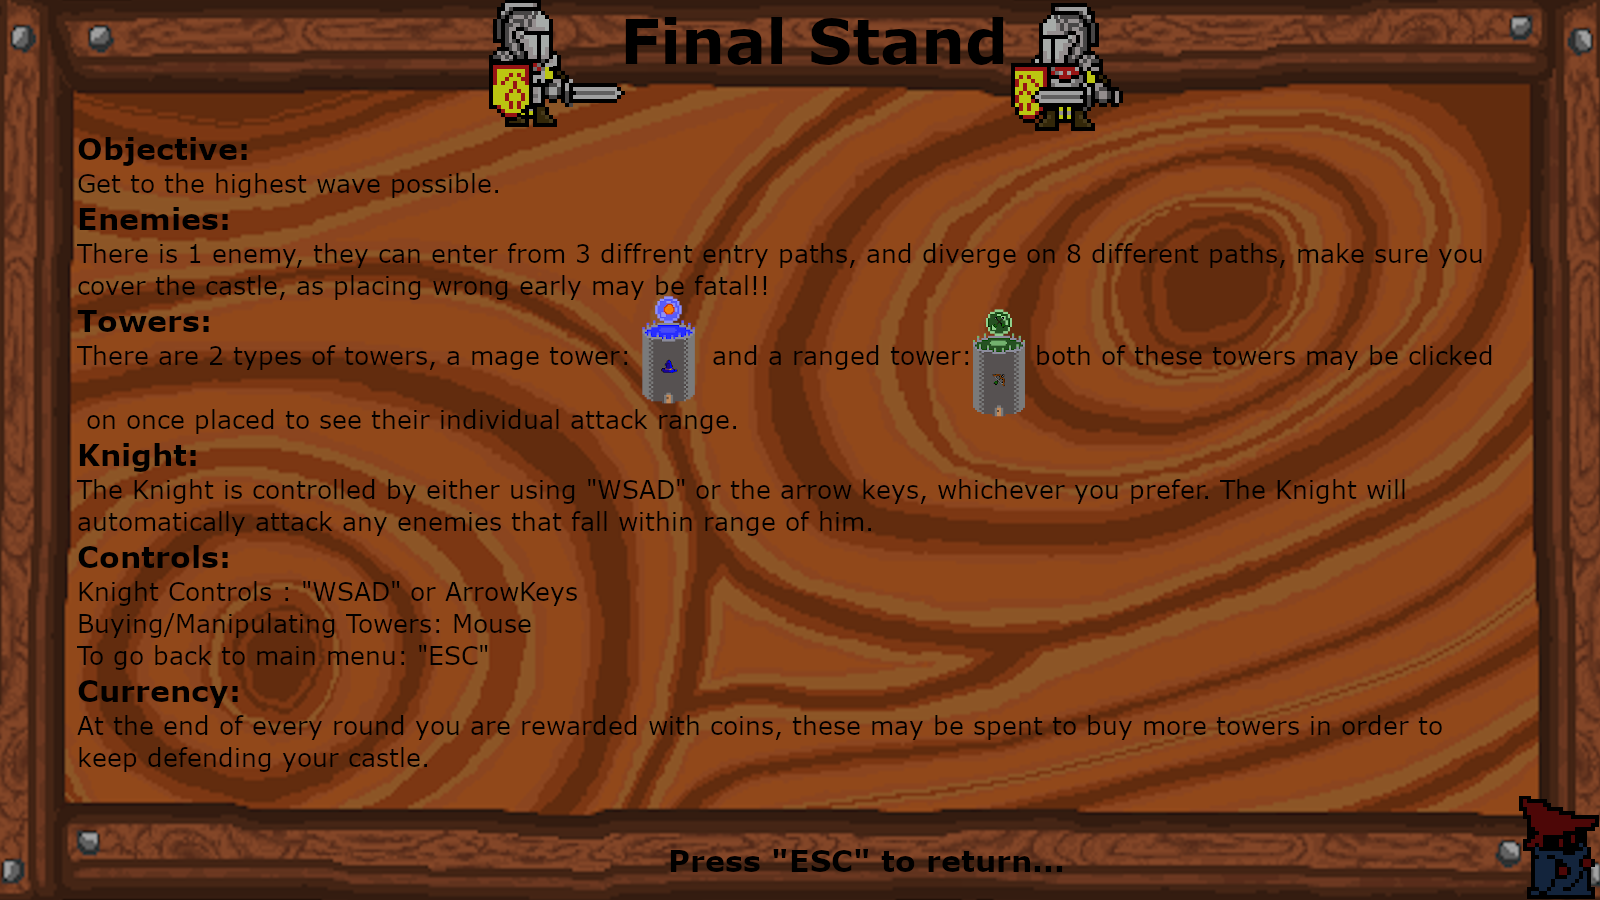 Final Stand
Objective:
Get to the highest wave possible.
Enemies:
There is 1 enemy, they can enter from 3 diffrent entry paths, and diverge on 8 different paths, make sure you
cover the castle, as placing wrong early may be fatal!!
Towers:
There are 2 types of towers, a mage tower: and a ranged tower: both of these towers may be clicked
on once placed to see their individual attack range.
Knight:
The Knight is controlled by either using "WSAD" or the arrow keys, whichever you prefer. The Knight will
automatically attack any enemies that fall within range of him.
Controls:
Knight Controls : "WSAD" or ArrowKeys
Buying/Manipulating Towers: Mouse
To go back to main menu: "ESC"
Currency:
At the end of every round you are rewarded with coins, these may be spent to buy more towers in order to
keep defending your castle.
Press "ESC" to return...